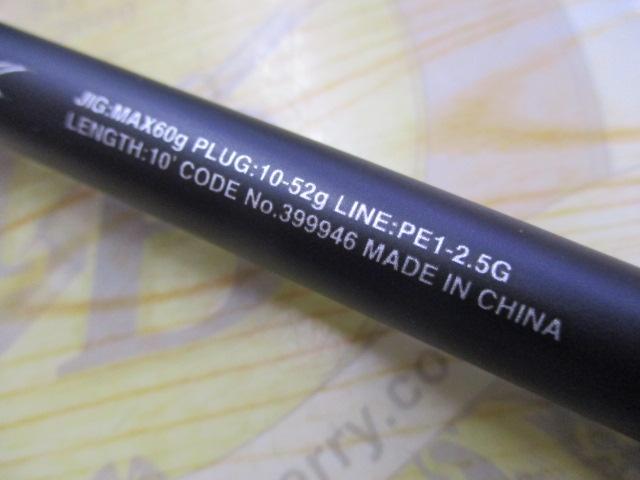 JIG:MAX60g PLUG:10-52g LINE:PE1-2.5G
LENGTH:10' CODE No.399946 MADE IN CHINA